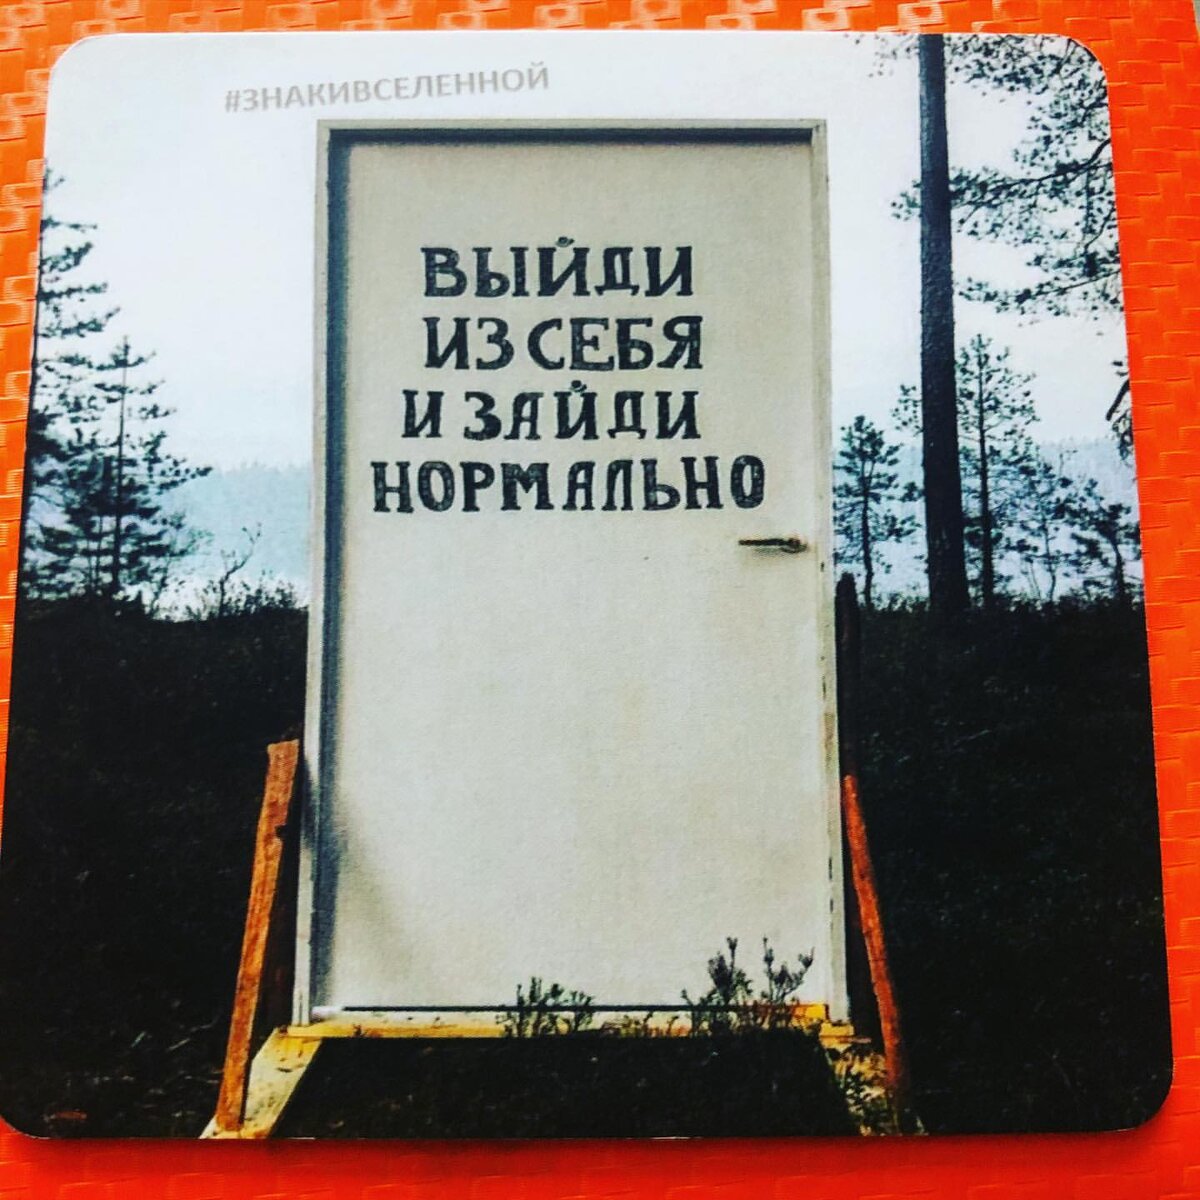 #ЗНАКИВСЕЛЕННОЙ
ВЫЙДИ
ИЗ СЕБЯ
И ЗАЙДИ
НОРМАЛЬНО